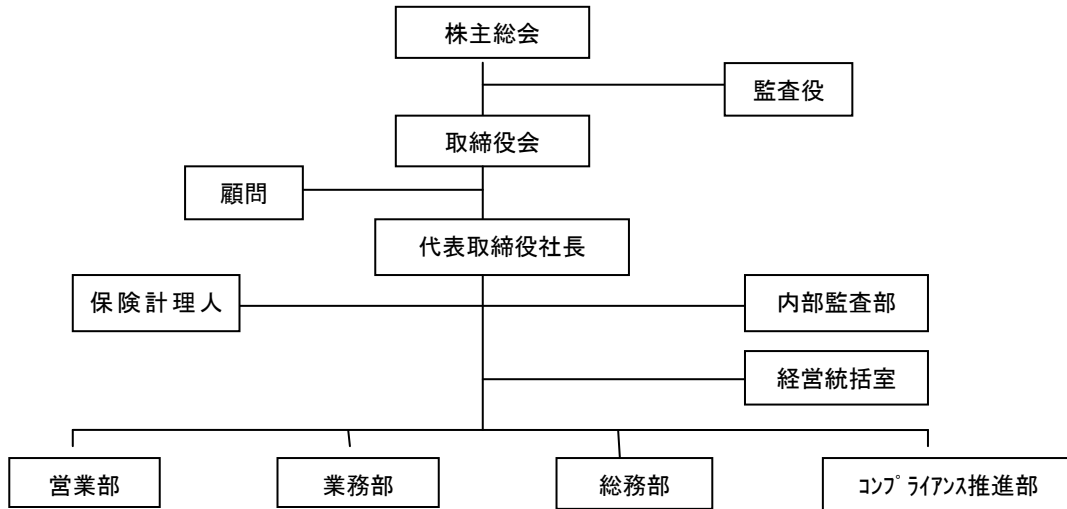 株主総会
監査役
取締役会
顧問
代表取締役社長
保険計理人
内部監査部
経営統括室
営業部
業務部
総務部
ｺﾝﾌﾟﾗｲｱﾝｽ推進部